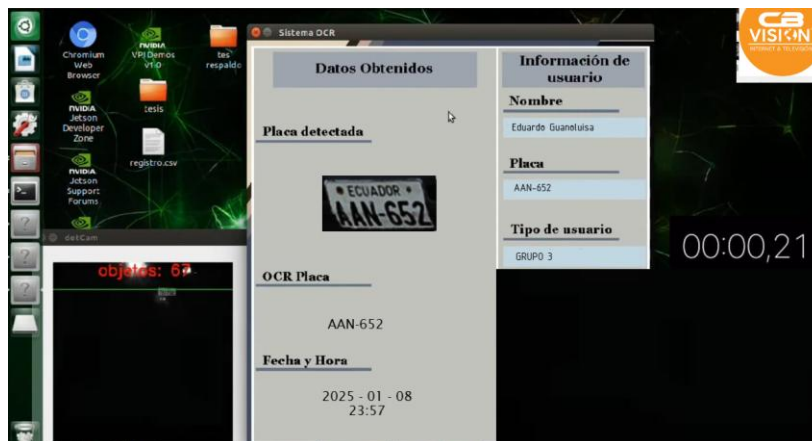 Sistema OCR
Chromium
Web
Browser
NVIDIA
VPI Demos
v1.0
tes
respaldo
NVIDIA
Jetson
Developer
Zone
tesis
NVIDIA
Jetson
Support
Forums
registro.csv
detCam
objetos: 67
Datos Obtenidos
Placa detectada
ECUADOR
AAN-652
OCR Placa
AAN-652
Fecha y Hora
2025 - 01 - 08
23:57
Información de
usuario
Nombre
Eduardo Guanoluisa
Placa
AAN-652
Tipo de usuario
GRUPO 3
CB
VISION
INTERNET & TELEVISIÓN
00:00,21